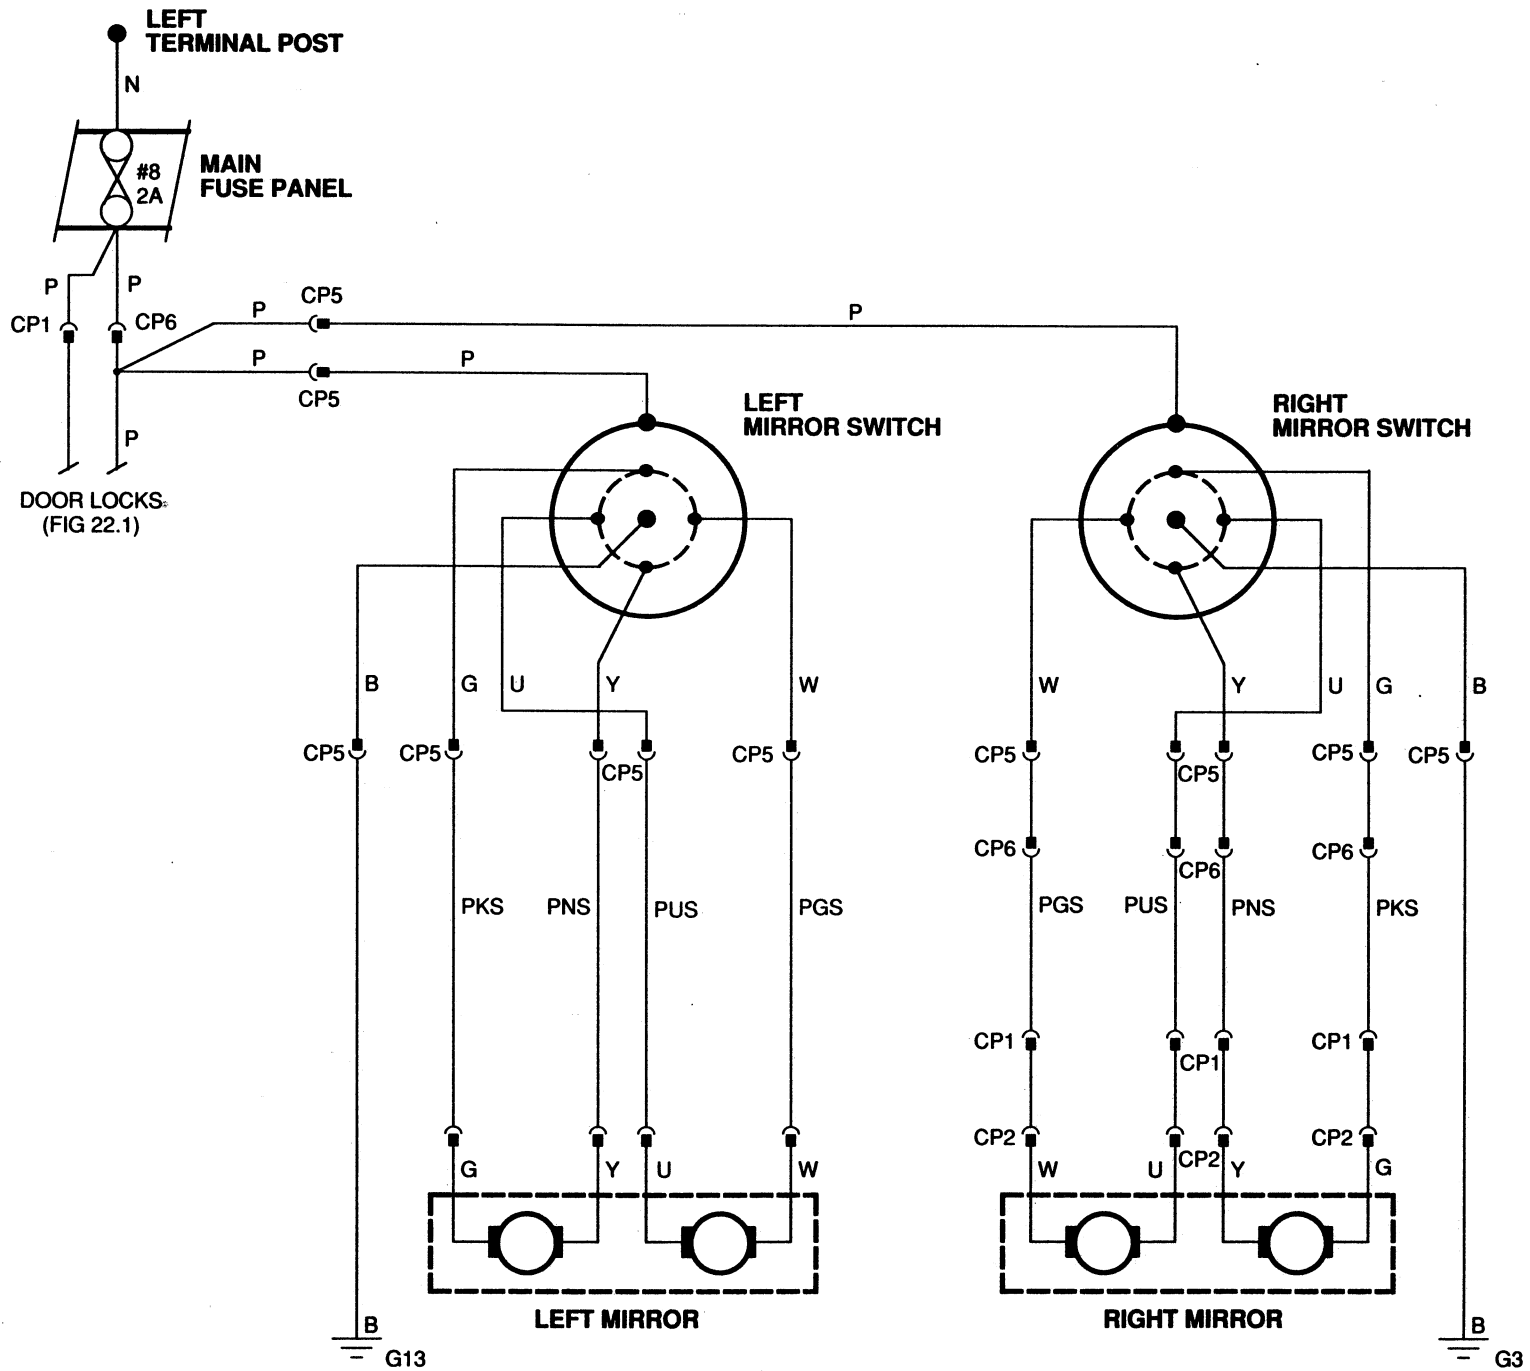 LEFT
TERMINAL POST
N
#8
2A
MAIN
FUSE PANEL
P
P
CP1
CP6
P
CP5
P
P
CP5
P
P
DOOR LOCKS
(FIG 22.1)
LEFT
MIRROR SWITCH
RIGHT
MIRROR SWITCH
B
G
U
Y
W
W
Y
U
G
B
CP5
CP5
CP5
CP5
CP5
CP5
CP5
CP5
CP6
CP6
CP6
PKS
PNS
PUS
PGS
PGS
PUS
PNS
PKS
CP1
CP1
CP1
CP2
CP2
CP2
G
Y
U
W
W
U
Y
G
LEFT MIRROR
RIGHT MIRROR
B
G13
B
G3